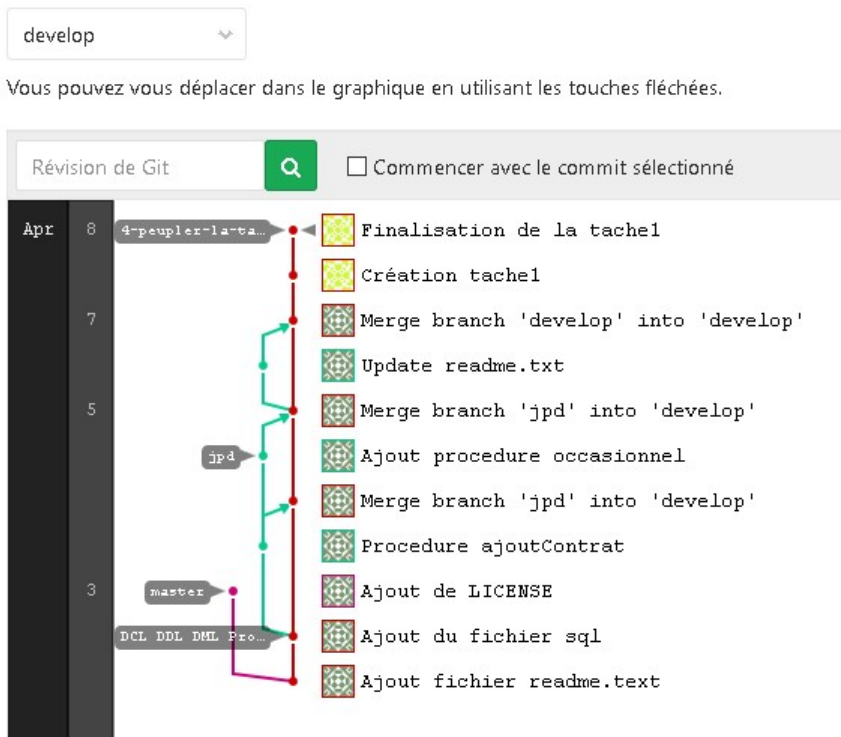 develop
Vous pouvez vous déplacer dans le graphique en utilisant les touches fléchées.
Révision de Git
Commencer avec le commit sélectionné
Apr 8 4-peupler-la-ta… Finalisation de la tache1
Création tache1
7 Merge branch 'develop' into 'develop'
Update readme.txt
5 Merge branch 'jpd' into 'develop'
jpd Ajout procedure occasionnel
Merge branch 'jpd' into 'develop'
Procedure ajoutContrat
3 master Ajout de LICENSE
DCL DDL DML Pro… Ajout du fichier sql
Ajout fichier readme.text